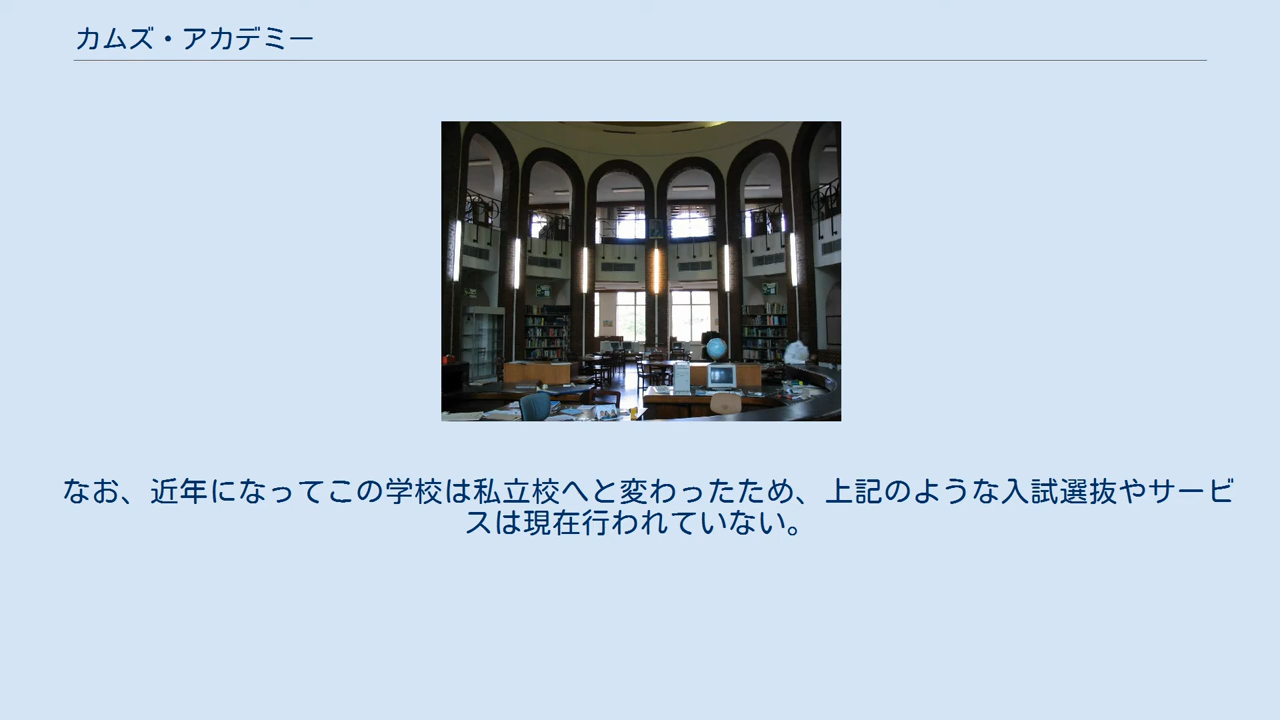 カムズ・アカデミー
なお、近年になってこの学校は私立校へと変わったため、上記のような入試選抜やサービ
スは現在行われていない。